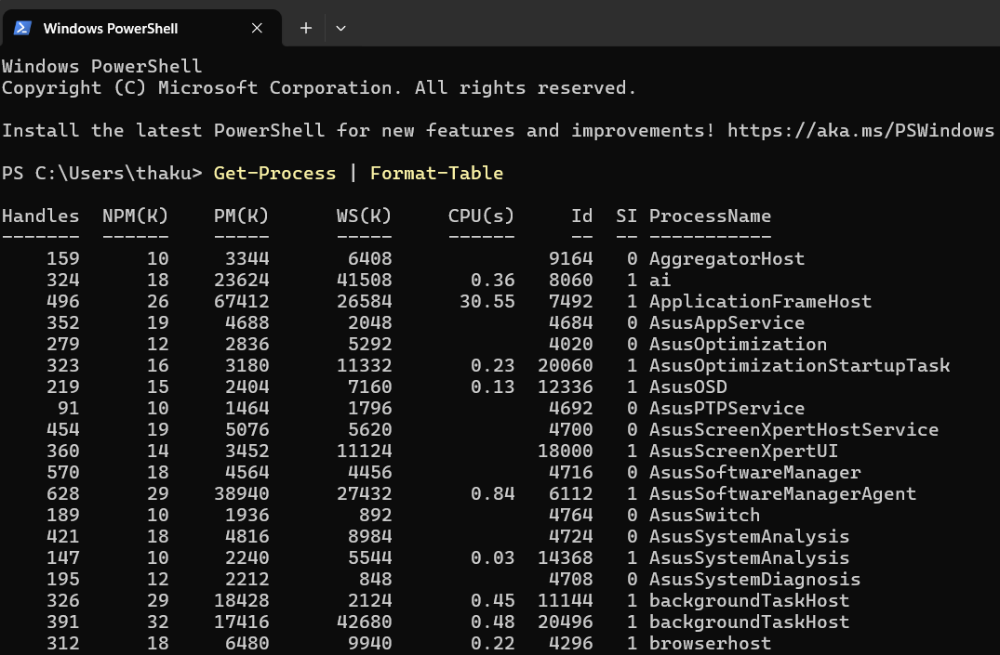 Windows PowerShell
Windows PowerShell
Copyright (C) Microsoft Corporation. All rights reserved.
Install the latest PowerShell for new features and improvements! https://aka.ms/PSWindows
PS C:\Users\thaku> Get-Process | Format-Table
Handles  NPM(K)    PM(K)      WS(K)     CPU(s)     Id  SI ProcessName
-------  ------    -----      -----     ------     --  -- -----------
    159      10     3344       6408              9164   0 AggregatorHost
    324      18    23624      41508       0.36   8060   1 ai
    496      26    67412      26584      30.55   7492   1 ApplicationFrameHost
    352      19     4688       2048              4684   0 AsusAppService
    279      12     2836       5292              4020   0 AsusOptimization
    323      16     3180      11332       0.23  20060   1 AsusOptimizationStartupTask
    219      15     2404       7160       0.13  12336   1 AsusOSD
     91      10     1464       1796              4692   0 AsusPTPService
    454      19     5076       5620              4700   0 AsusScreenXpertHostService
    360      14     3452      11124             18000   1 AsusScreenXpertUI
    570      18     4564       4456              4716   0 AsusSoftwareManager
    628      29    38940      27432       0.84   6112   1 AsusSoftwareManagerAgent
    189      10     1936        892              4764   0 AsusSwitch
    421      18     4816       8984              4724   0 AsusSystemAnalysis
    147      10     2240       5544       0.03  14368   1 AsusSystemAnalysis
    195      12     2212        848              4708   0 AsusSystemDiagnosis
    326      29    18428       2124       0.45  11144   1 backgroundTaskHost
    391      32    17416      42680       0.48  20496   1 backgroundTaskHost
    312      18     6480       9940       0.22   4296   1 browserhost